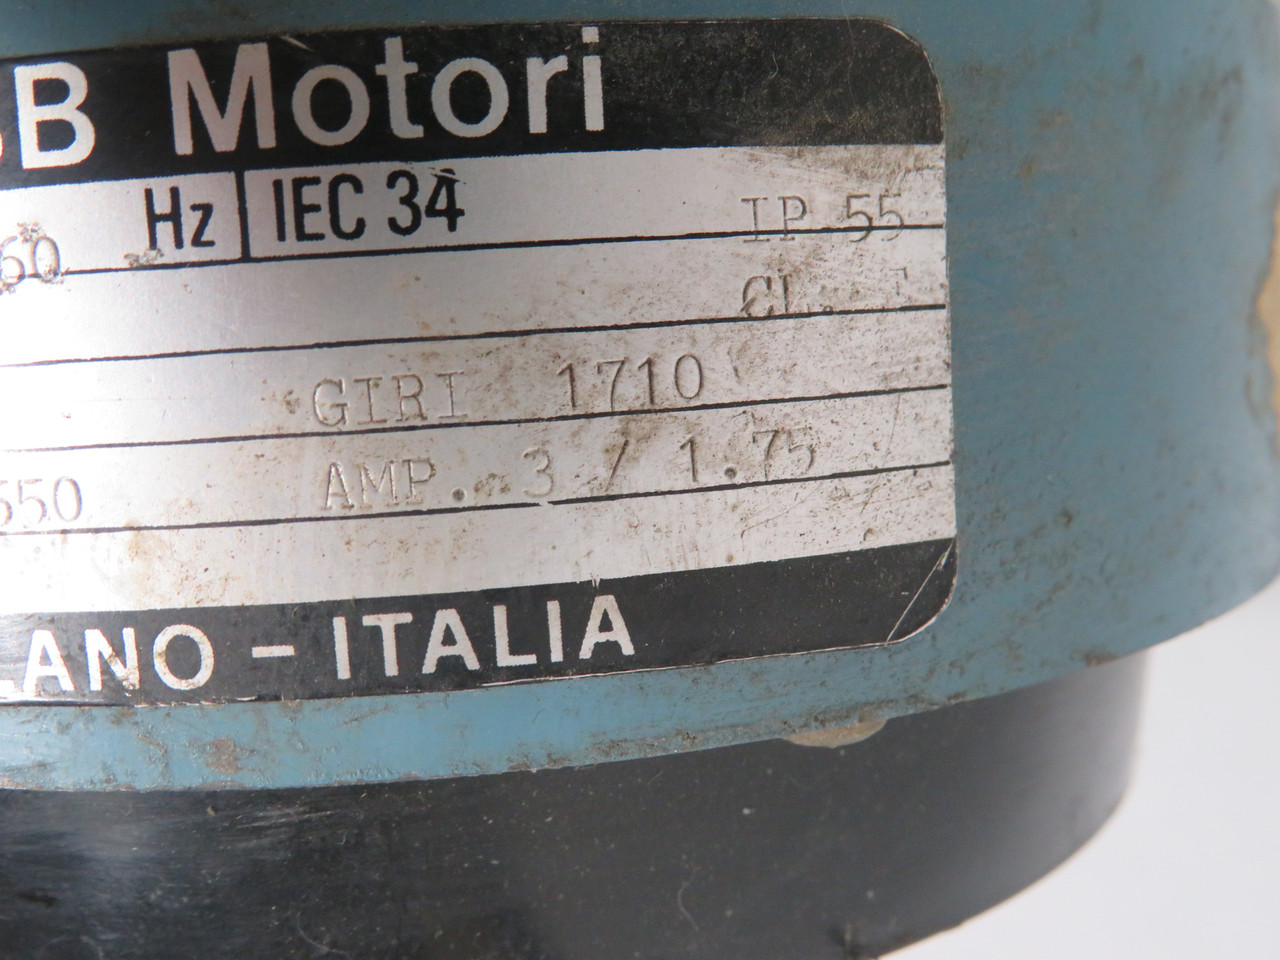 B Motori
60 Hz IEC 34 IP 55
CL. F
GIRI 1710
550 AMP. 3 / 1.75
LANO - ITALIA